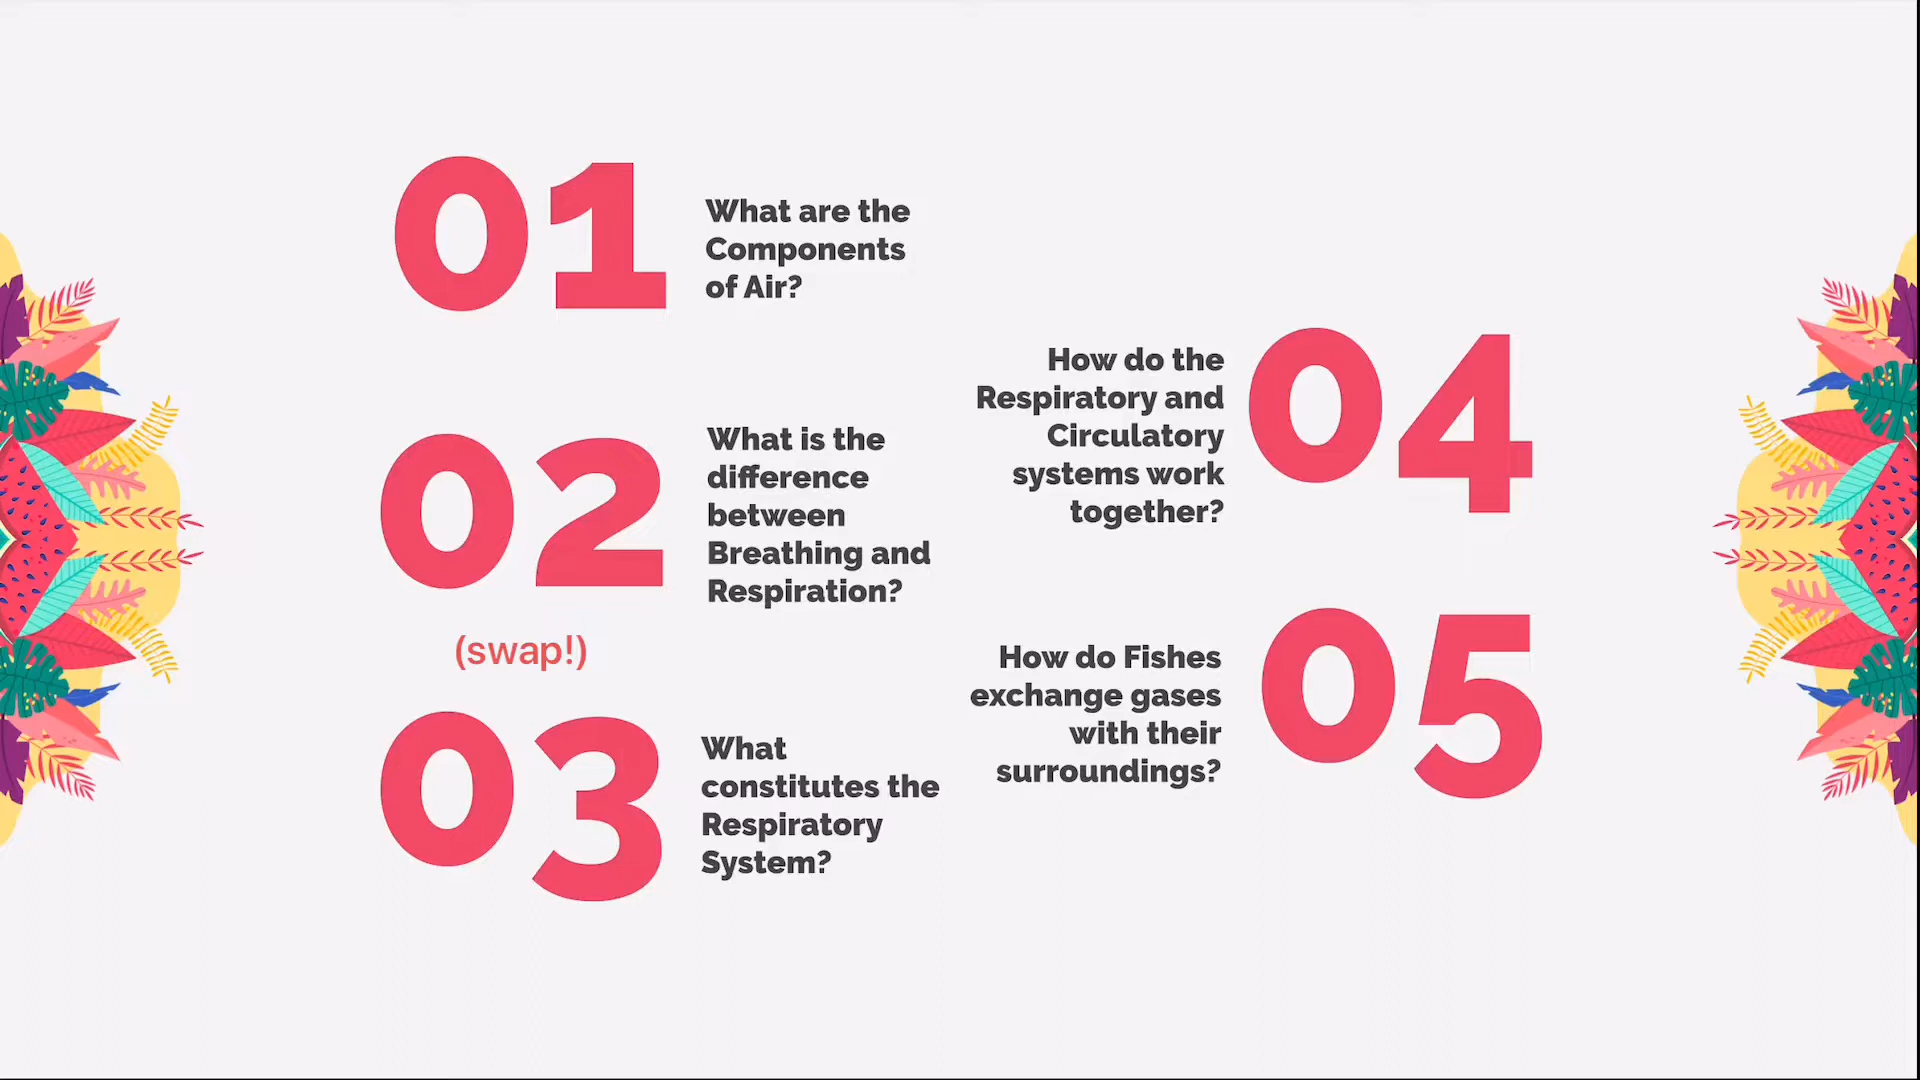 01
What are the
Components
of Air?
02
What is the
difference
between
Breathing and
Respiration?
(swap!)
03
What
constitutes the
Respiratory
System?
04
How do the
Respiratory and
Circulatory
systems work
together?
05
How do Fishes
exchange gases
with their
surroundings?